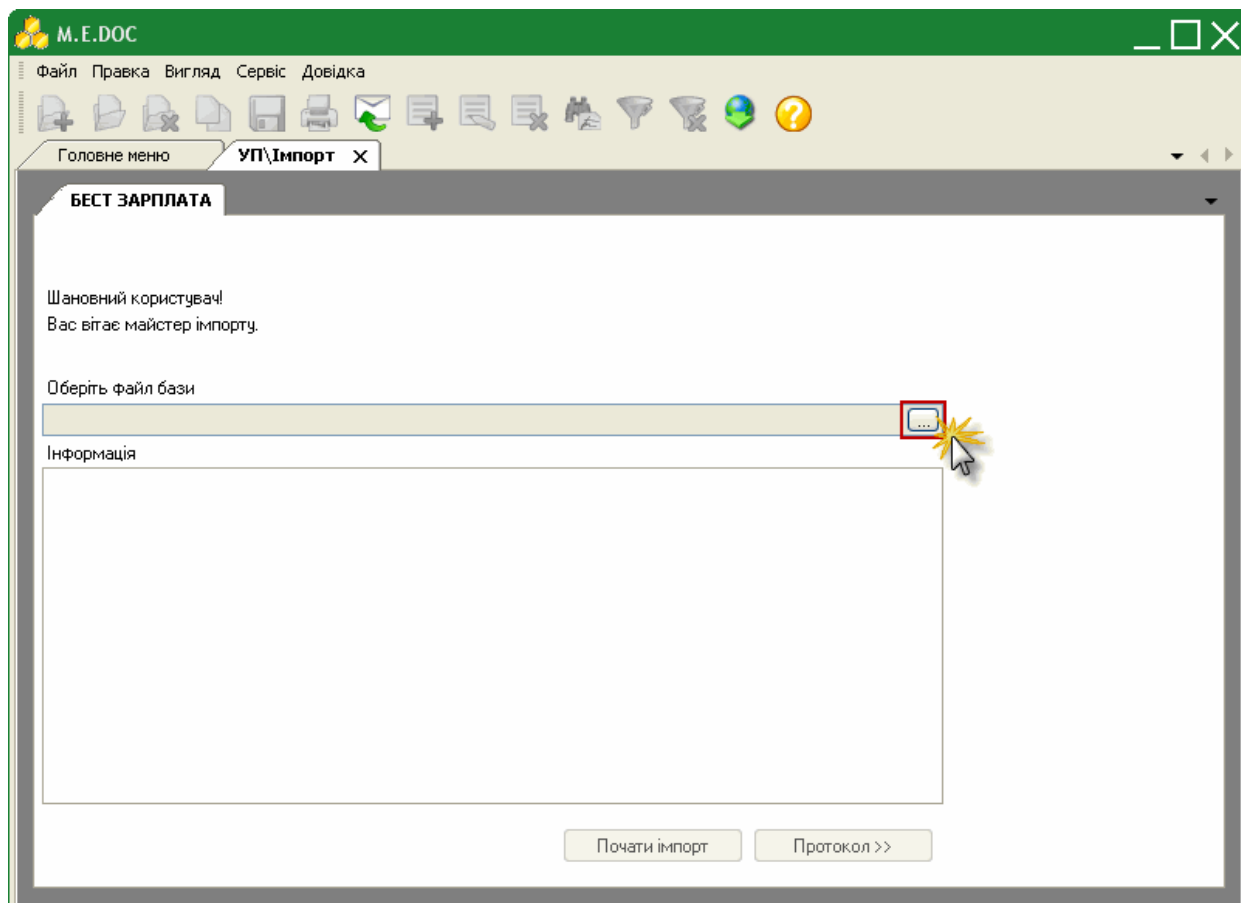 M.E.DOC
Файл Правка Вигляд Сервіс Довідка
Головне меню УП\Імпорт X
БЕСТ ЗАРПЛАТА
Шановний користувач!
Вас вітає майстер імпорту.
Оберіть файл бази
...
Інформація
Почати імпорт Протокол >>